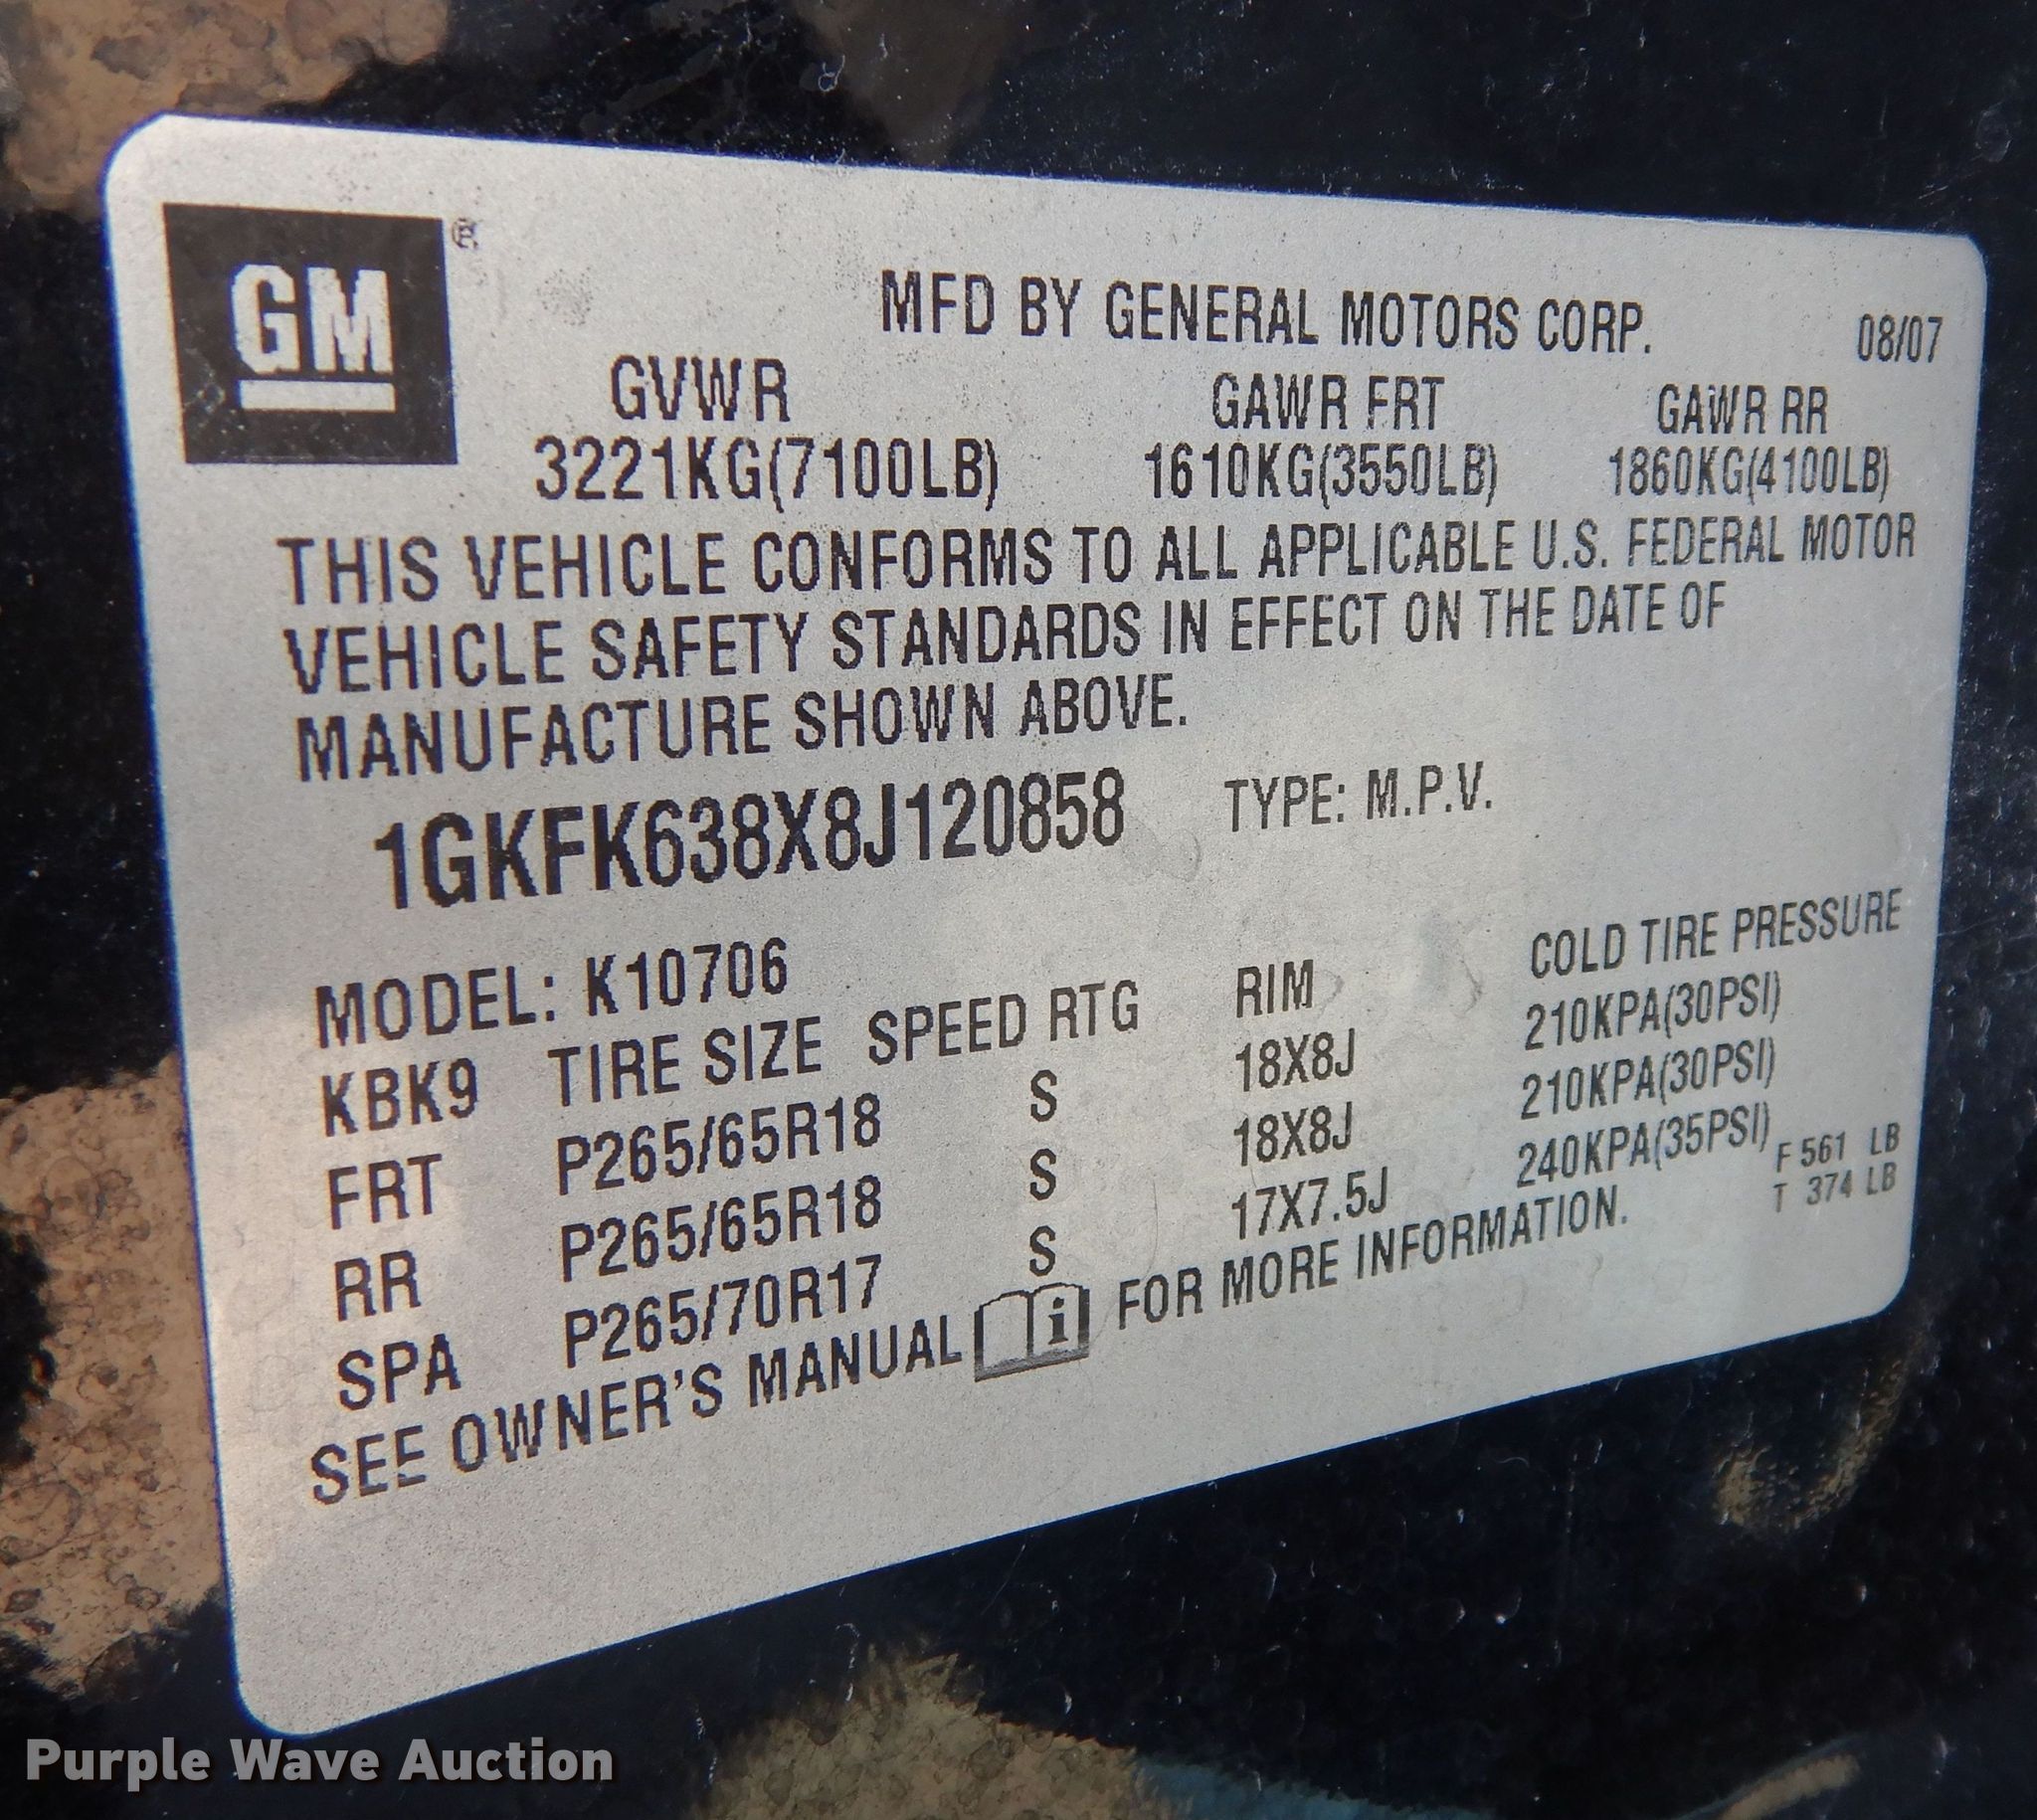 GM®
MFD BY GENERAL MOTORS CORP. 08/07
GVWR GAWR FRT GAWR RR
3221KG(7100LB) 1610KG(3550LB) 1860KG(4100LB)
THIS VEHICLE CONFORMS TO ALL APPLICABLE U.S. FEDERAL MOTOR
VEHICLE SAFETY STANDARDS IN EFFECT ON THE DATE OF
MANUFACTURE SHOWN ABOVE.
1GKFK638X8J120858 TYPE: M.P.V.
MODEL: K10706
KBK9 TIRE SIZE SPEED RTG RIM COLD TIRE PRESSURE
FRT P265/65R18 S 18X8J 210KPA(30PSI)
RR P265/65R18 S 18X8J 210KPA(30PSI)
SPA P265/70R17 S 17X7.5J 240KPA(35PSI)
F 561 LB
T 374 LB
SEE OWNER'S MANUAL i FOR MORE INFORMATION.
Purple Wave Auction